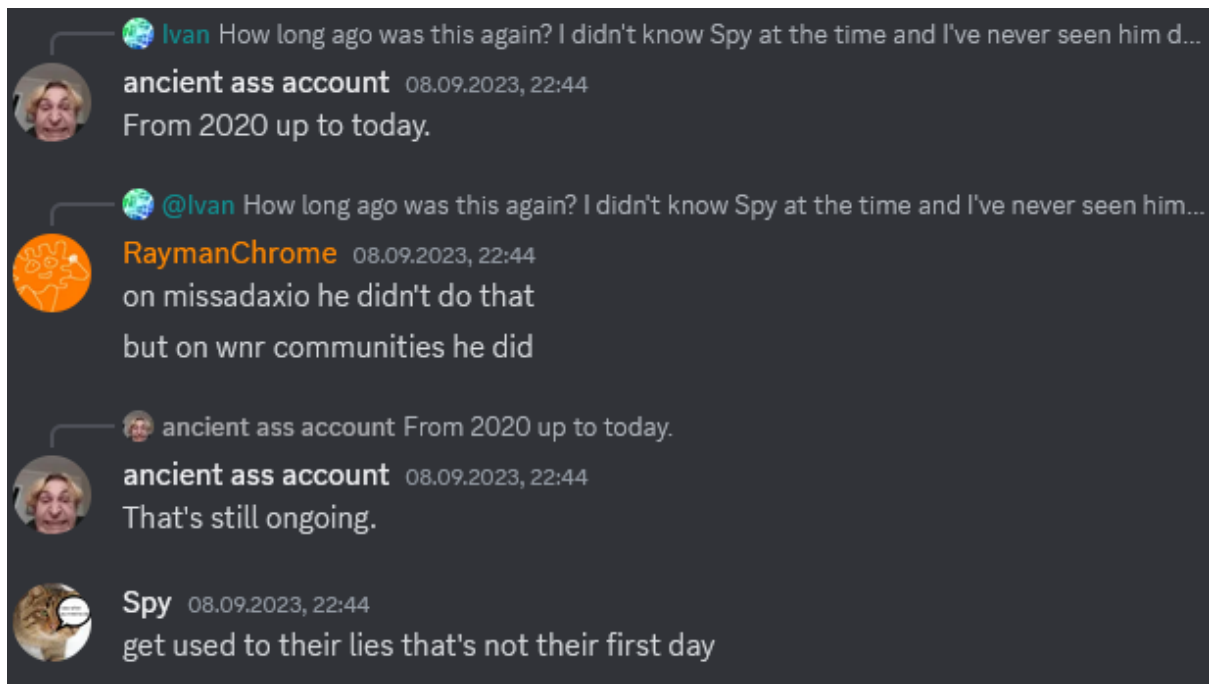 Ivan How long ago was this again? I didn't know Spy at the time and I've never seen him d...
ancient ass account 08.09.2023, 22:44
From 2020 up to today.
@Ivan How long ago was this again? I didn't know Spy at the time and I've never seen him...
RaymanChrome 08.09.2023, 22:44
on missadaxio he didn't do that
but on wnr communities he did
ancient ass account From 2020 up to today.
ancient ass account 08.09.2023, 22:44
That's still ongoing.
Spy 08.09.2023, 22:44
get used to their lies that's not their first day